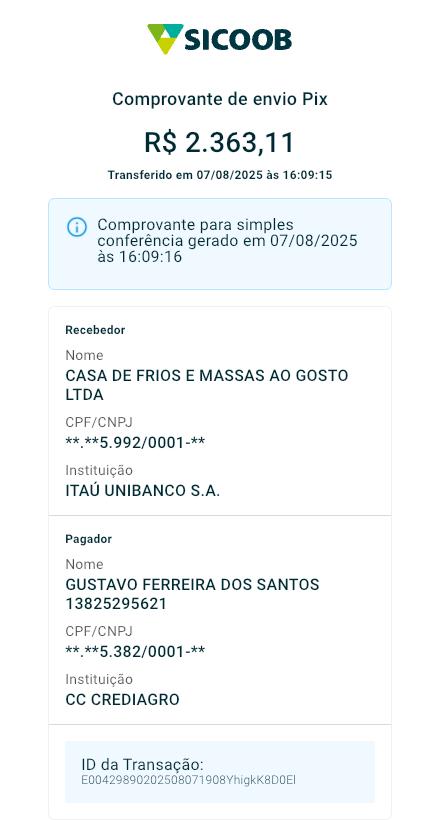 SICOOB
Comprovante de envio Pix
R$ 2.363,11
Transferido em 07/08/2025 às 16:09:15
Comprovante para simples
conferência gerado em 07/08/2025
às 16:09:16
Recebedor
Nome
CASA DE FRIOS E MASSAS AO GOSTO
LTDA
CPF/CNPJ
**.**5.992/0001-**
Instituição
ITAÚ UNIBANCO S.A.
Pagador
Nome
GUSTAVO FERREIRA DOS SANTOS
13825295621
CPF/CNPJ
**.**5.382/0001-**
Instituição
CC CREDIAGRO
ID da Transação:
E00429890202508071908YhigkK8D0El